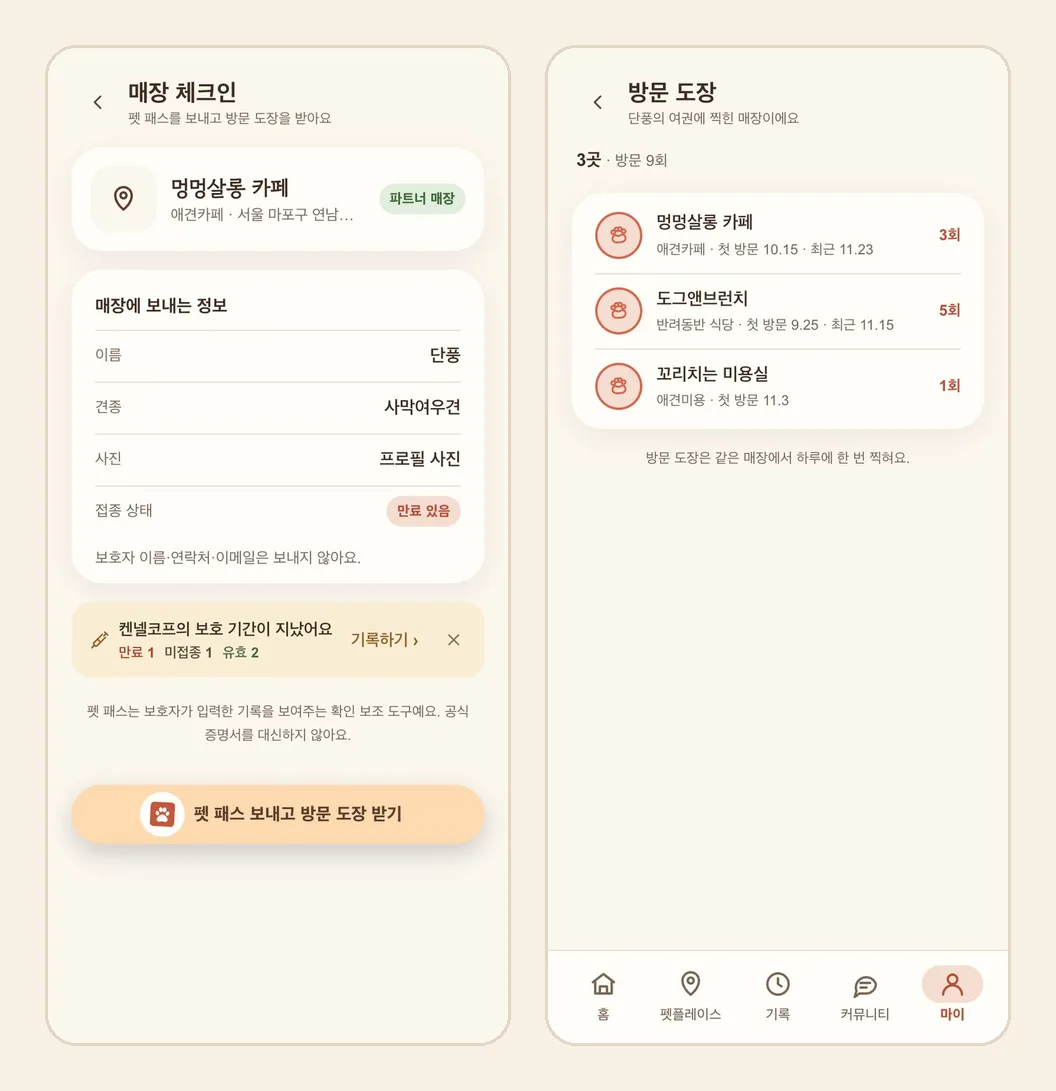 매장 체크인
펫 패스를 보내고 방문 도장을 받아요
멍멍살롱 카페
애견카페 · 서울 마포구 연남...
파트너 매장
매장에 보내는 정보
이름
단풍
견종
사막여우견
사진
프로필 사진
접종 상태
만료 있음
보호자 이름·연락처·이메일은 보내지 않아요.
켄넬코프의 보호 기간이 지났어요
만료 1 미접종 1 유효 2
기록하기 ›
펫 패스는 보호자가 입력한 기록을 보여주는 확인 보조 도구예요. 공식
증명서를 대신하지 않아요.
펫 패스 보내고 방문 도장 받기
방문 도장
단풍의 여권에 찍힌 매장이에요
3곳 · 방문 9회
멍멍살롱 카페
애견카페 · 첫 방문 10.15 · 최근 11.23
3회
도그앤브런치
반려동반 식당 · 첫 방문 9.25 · 최근 11.15
5회
꼬리치는 미용실
애견미용 · 첫 방문 11.3
1회
방문 도장은 같은 매장에서 하루에 한 번 찍혀요.
홈
펫플레이스
기록
커뮤니티
마이